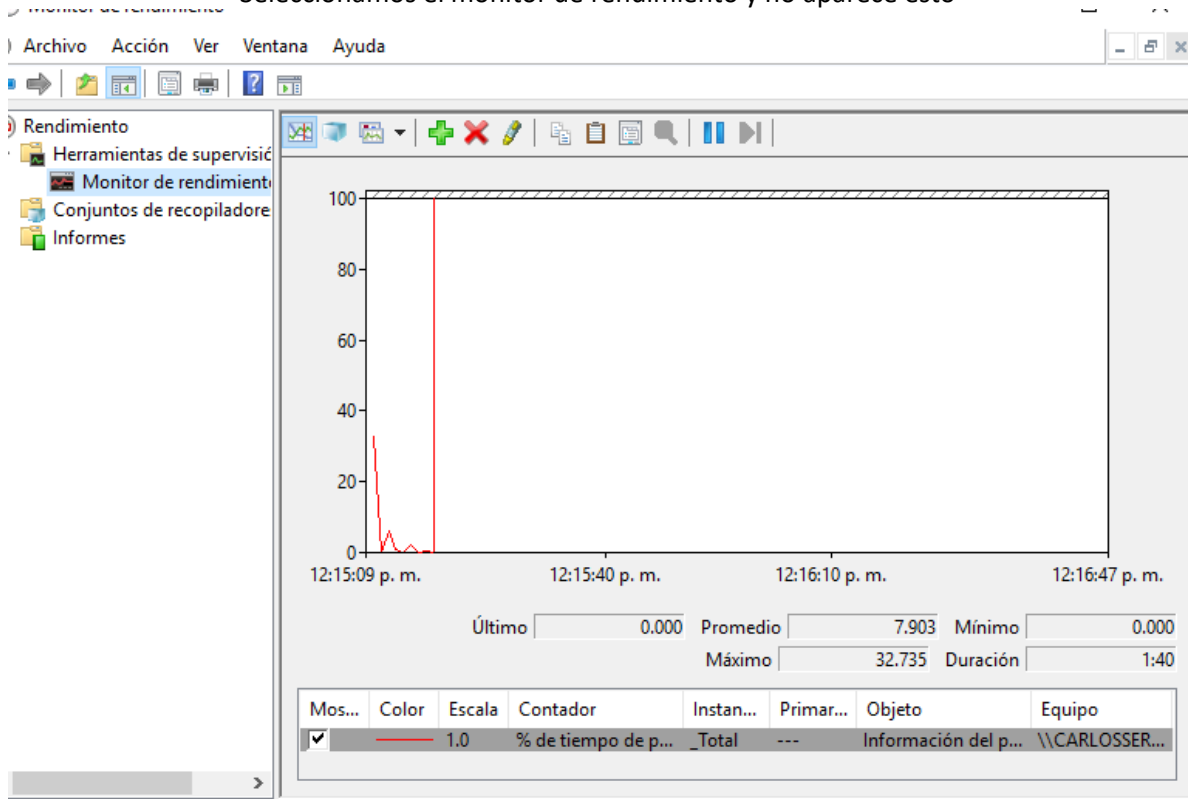 Seleccionamos el monitor de rendimiento y no aparece esto
Monitor de rendimiento
Archivo Acción Ver Ventana Ayuda
Rendimiento
Herramientas de supervisió
Monitor de rendimient
Conjuntos de recopiladore
Informes
100
80
60
40
20
0
12:15:09 p. m. 12:15:40 p. m. 12:16:10 p. m. 12:16:47 p. m.
Último 0.000 Promedio 7.903 Mínimo 0.000
Máximo 32.735 Duración 1:40
Mos... Color Escala Contador Instan... Primar... Objeto Equipo
1.0 % de tiempo de p... _Total --- Información del p... \\CARLOSSER...